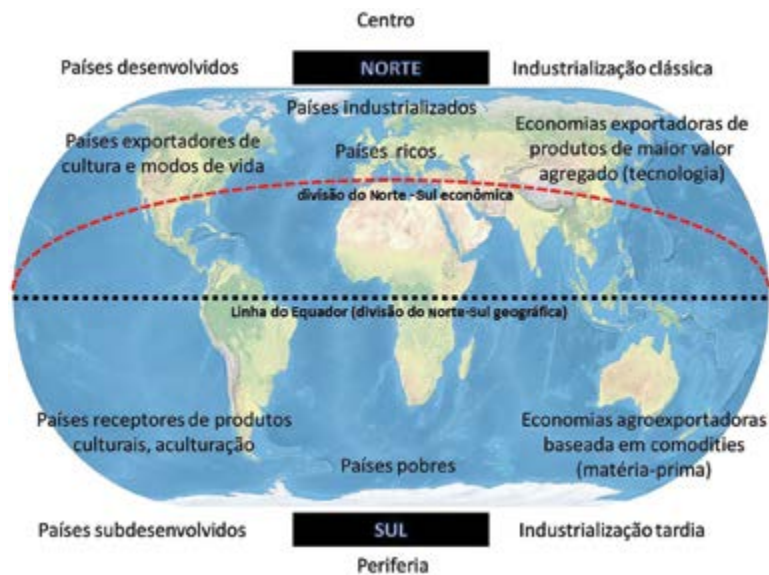 Centro
Países desenvolvidos
NORTE
Industrialização clássica
Países industrializados
Países exportadores de
cultura e modos de vida
Países ricos
Economias exportadoras de
produtos de maior valor
agregado (tecnologia)
divisão do Norte -Sul econômica
Linha do Equador (divisão do Norte-Sul geográfica)
Países receptores de produtos
culturais, aculturação
Países pobres
Economias agroexportadoras
baseada em comodities
(matéria-prima)
Países subdesenvolvidos
SUL
Industrialização tardia
Periferia